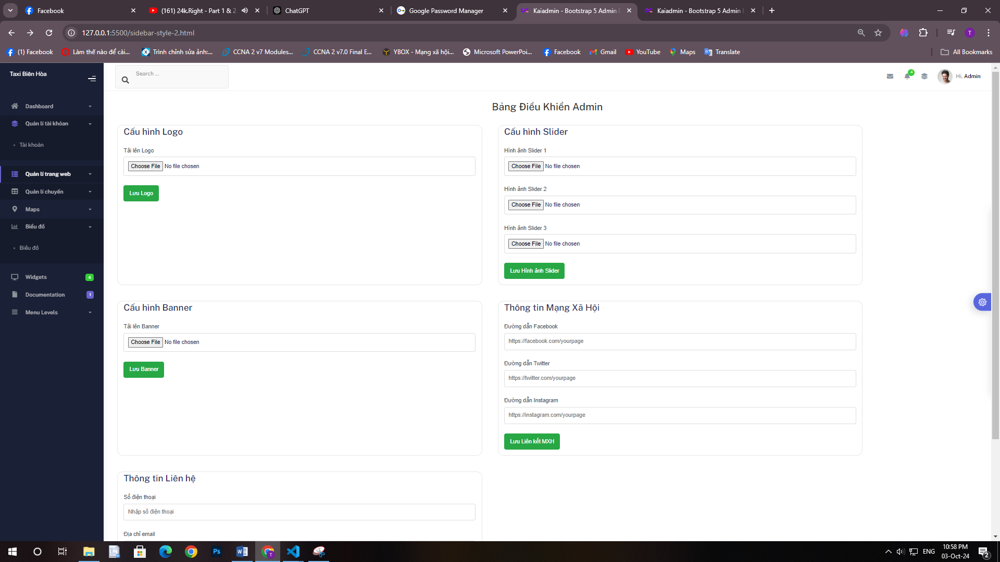 Facebook
(161) 24k.Right - Part 1 & 2
ChatGPT
Google Password Manager
Kaiadmin - Bootstrap 5 Admin
Kaiadmin - Bootstrap 5 Admin
127.0.0.1:5500/sidebar-style-2.html
T
(1) Facebook
Làm thế nào để cài...
Trình chỉnh sửa ảnh:...
CCNA 2 v7 Modules...
CCNA 2 v7.0 Final E...
YBOX - Mạng xã hội...
Microsoft PowerPoi...
Facebook
Gmail
YouTube
Maps
Translate
All Bookmarks
Taxi Biên Hòa
Search ...
4
Hi, Admin
Dashboard
Quản lí tài khỏan
Tài khoản
Quản lí trang web
Quản lí chuyến
Maps
Biểu đồ
Biểu đồ
Widgets
4
Documentation
1
Menu Levels
Bảng Điều Khiển Admin
Cấu hình Logo
Tải lên Logo
Choose File No file chosen
Lưu Logo
Cấu hình Slider
Hình ảnh Slider 1
Choose File No file chosen
Hình ảnh Slider 2
Choose File No file chosen
Hình ảnh Slider 3
Choose File No file chosen
Lưu Hình ảnh Slider
Cấu hình Banner
Tải lên Banner
Choose File No file chosen
Lưu Banner
Thông tin Mạng Xã Hội
Đường dẫn Facebook
https://facebook.com/yourpage
Đường dẫn Twitter
https://twitter.com/yourpage
Đường dẫn Instagram
https://instagram.com/yourpage
Lưu Liên kết MXH
Thông tin Liên hệ
Số điện thoại
Nhập số điện thoại
Địa chỉ email
Ps
T
ENG
10:58 PM
03-Oct-24
2